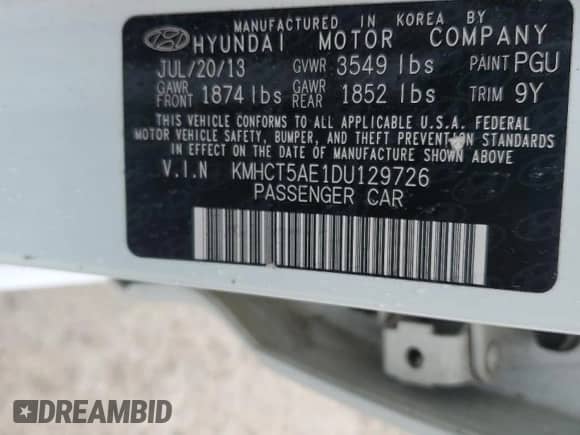 MANUFACTURED IN KOREA BY
HYUNDAI MOTOR COMPANY
JUL/20/13 GVWR 3549 lbs PAINT PGU
GAWR FRONT 1874 lbs GAWR REAR 1852 lbs TRIM 9Y
THIS VEHICLE CONFORMS TO ALL APPLICABLE U.S.A. FEDERAL
MOTOR VEHICLE SAFETY, BUMPER, AND THEFT PREVENTION STANDARDS
IN EFFECT ON THE DATE OF MANUFACTURE SHOWN ABOVE
V.I.N KMHCT5AE1DU129726
PASSENGER CAR
DREAMBID